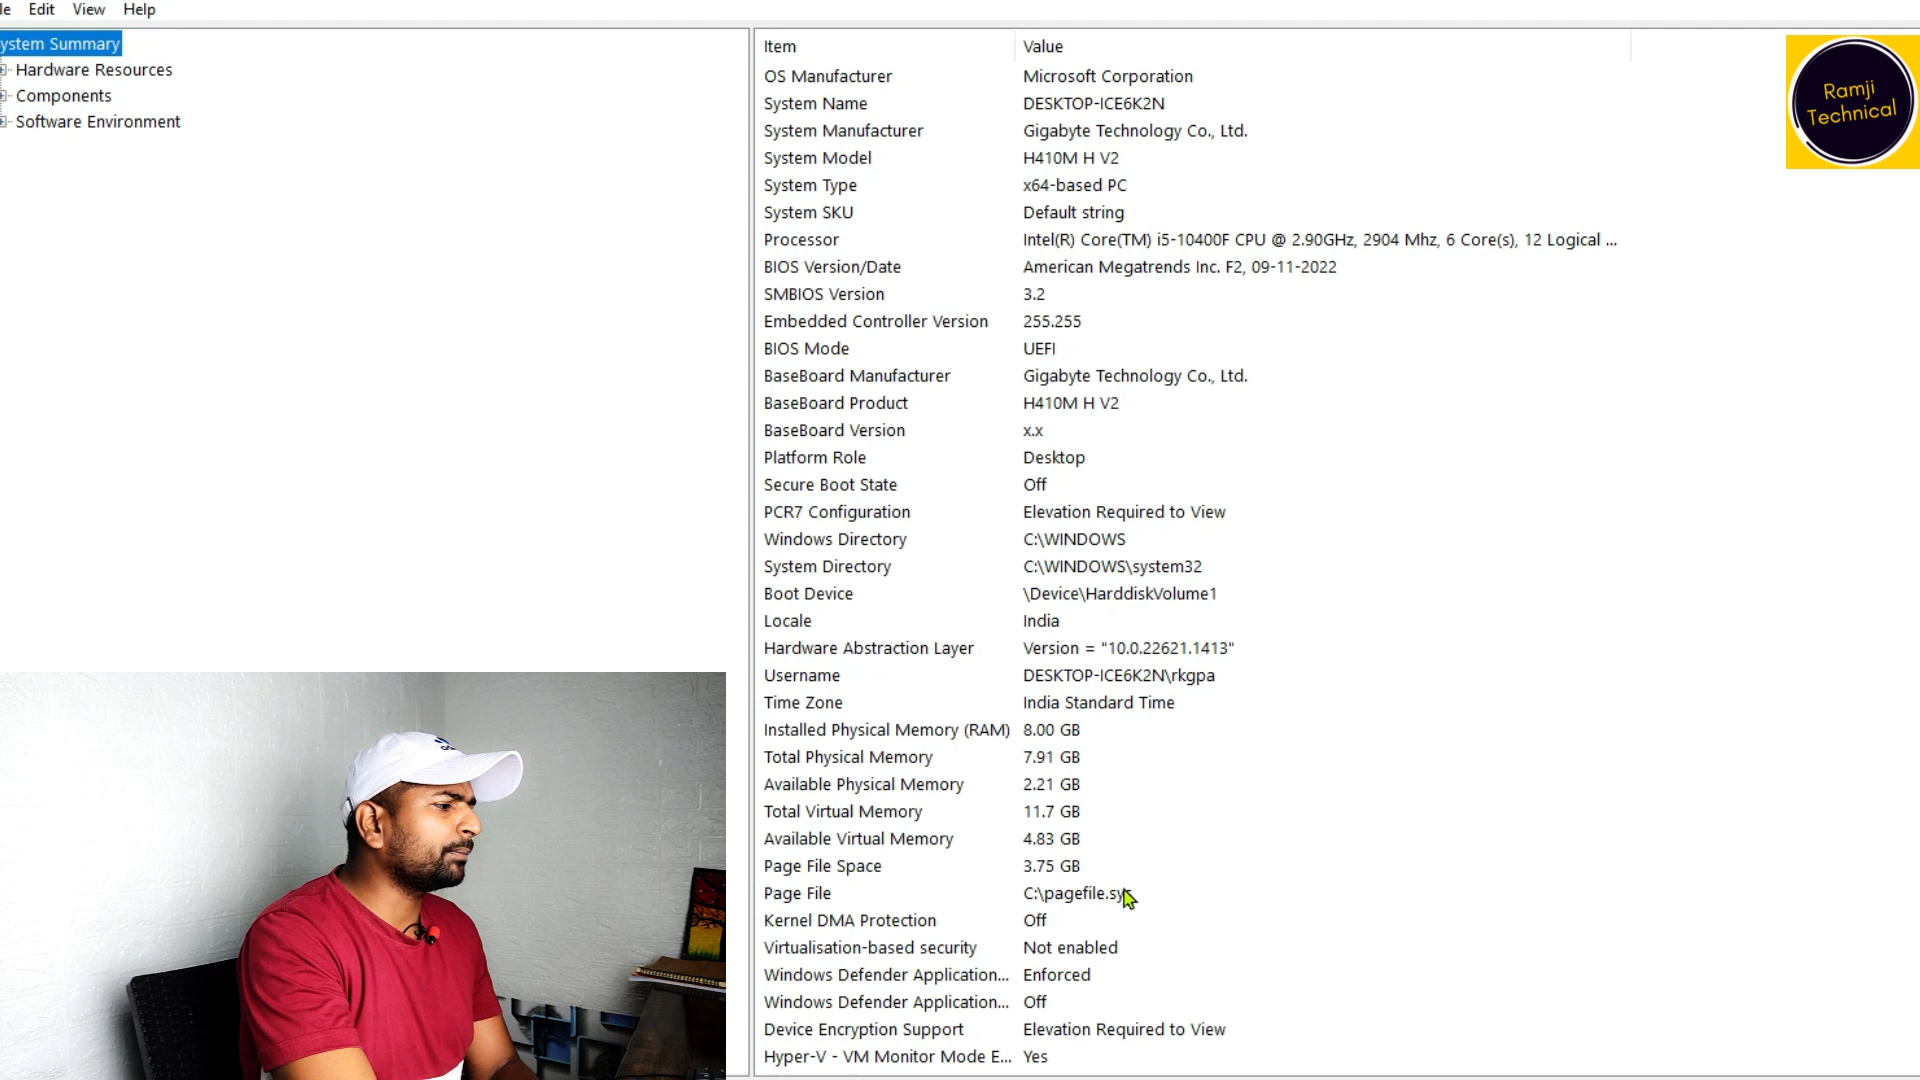 le Edit View Help
ystem Summary
Hardware Resources
Components
Software Environment
Item Value
OS Manufacturer Microsoft Corporation
System Name DESKTOP-ICE6K2N
System Manufacturer Gigabyte Technology Co., Ltd.
System Model H410M H V2
System Type x64-based PC
System SKU Default string
Processor Intel(R) Core(TM) i5-10400F CPU @ 2.90GHz, 2904 Mhz, 6 Core(s), 12 Logical ...
BIOS Version/Date American Megatrends Inc. F2, 09-11-2022
SMBIOS Version 3.2
Embedded Controller Version 255.255
BIOS Mode UEFI
BaseBoard Manufacturer Gigabyte Technology Co., Ltd.
BaseBoard Product H410M H V2
BaseBoard Version x.x
Platform Role Desktop
Secure Boot State Off
PCR7 Configuration Elevation Required to View
Windows Directory C:\WINDOWS
System Directory C:\WINDOWS\system32
Boot Device \Device\HarddiskVolume1
Locale India
Hardware Abstraction Layer Version = "10.0.22621.1413"
Username DESKTOP-ICE6K2N\rkgpa
Time Zone India Standard Time
Installed Physical Memory (RAM) 8.00 GB
Total Physical Memory 7.91 GB
Available Physical Memory 2.21 GB
Total Virtual Memory 11.7 GB
Available Virtual Memory 4.83 GB
Page File Space 3.75 GB
Page File C:\pagefile.sys
Kernel DMA Protection Off
Virtualisation-based security Not enabled
Windows Defender Application... Enforced
Windows Defender Application... Off
Device Encryption Support Elevation Required to View
Hyper-V - VM Monitor Mode E... Yes
Ramji
Technical